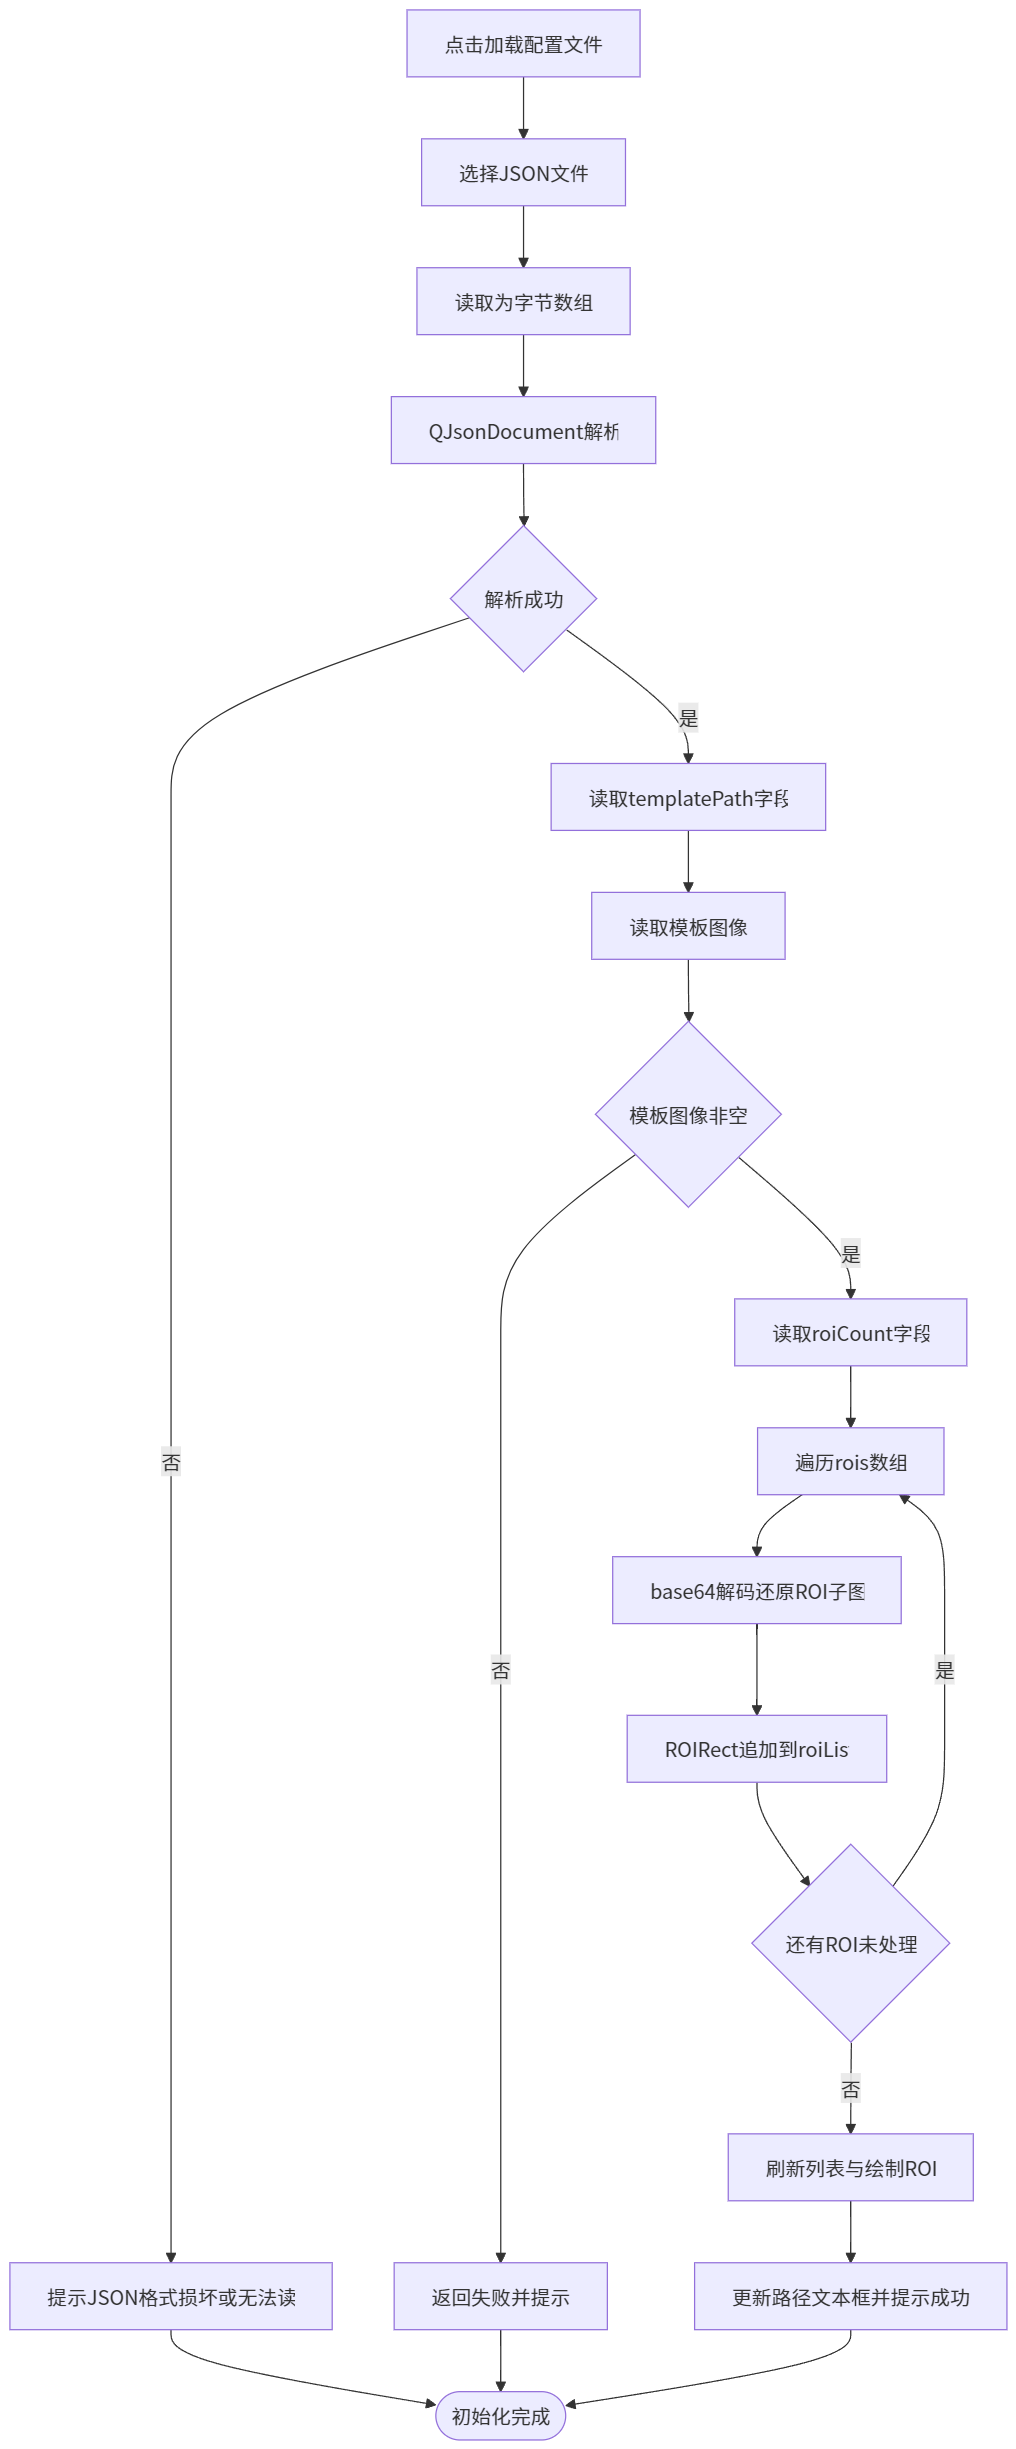 点击加载配置文件
选择JSON文件
读取为字节数组
QJsonDocument解析
解析成功
是
读取templatePath字段
读取模板图像
模板图像非空
是
读取roiCount字段
遍历rois数组
否
base64解码还原ROI子图
否
是
ROIRect追加到roiLis
还有ROI未处理
否
刷新列表与绘制ROI
提示JSON格式损坏或无法读
返回失败并提示
更新路径文本框并提示成功
初始化完成